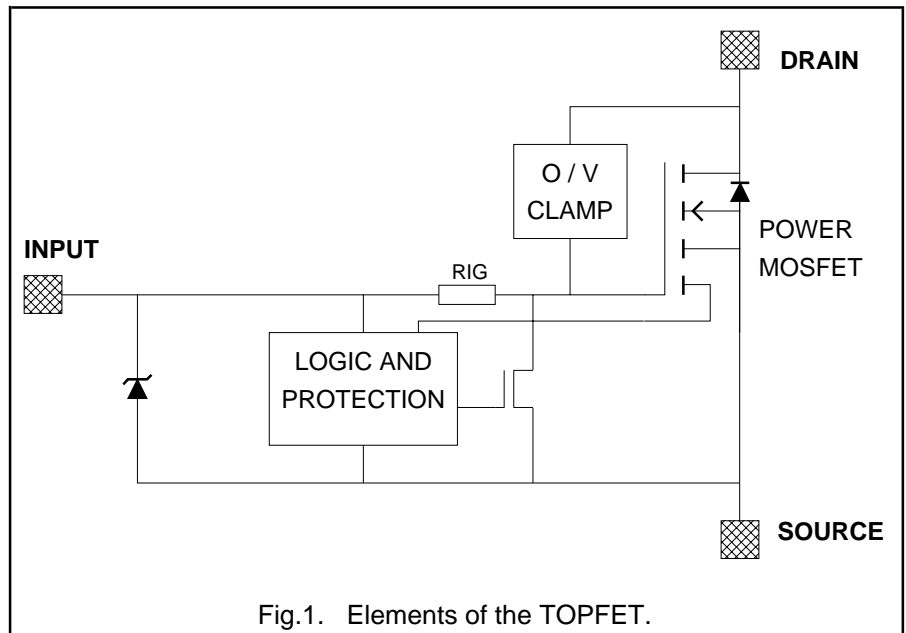 DRAIN
O / V
CLAMP
POWER
MOSFET
INPUT
RIG
LOGIC AND
PROTECTION
SOURCE
Fig.1. Elements of the TOPFET.